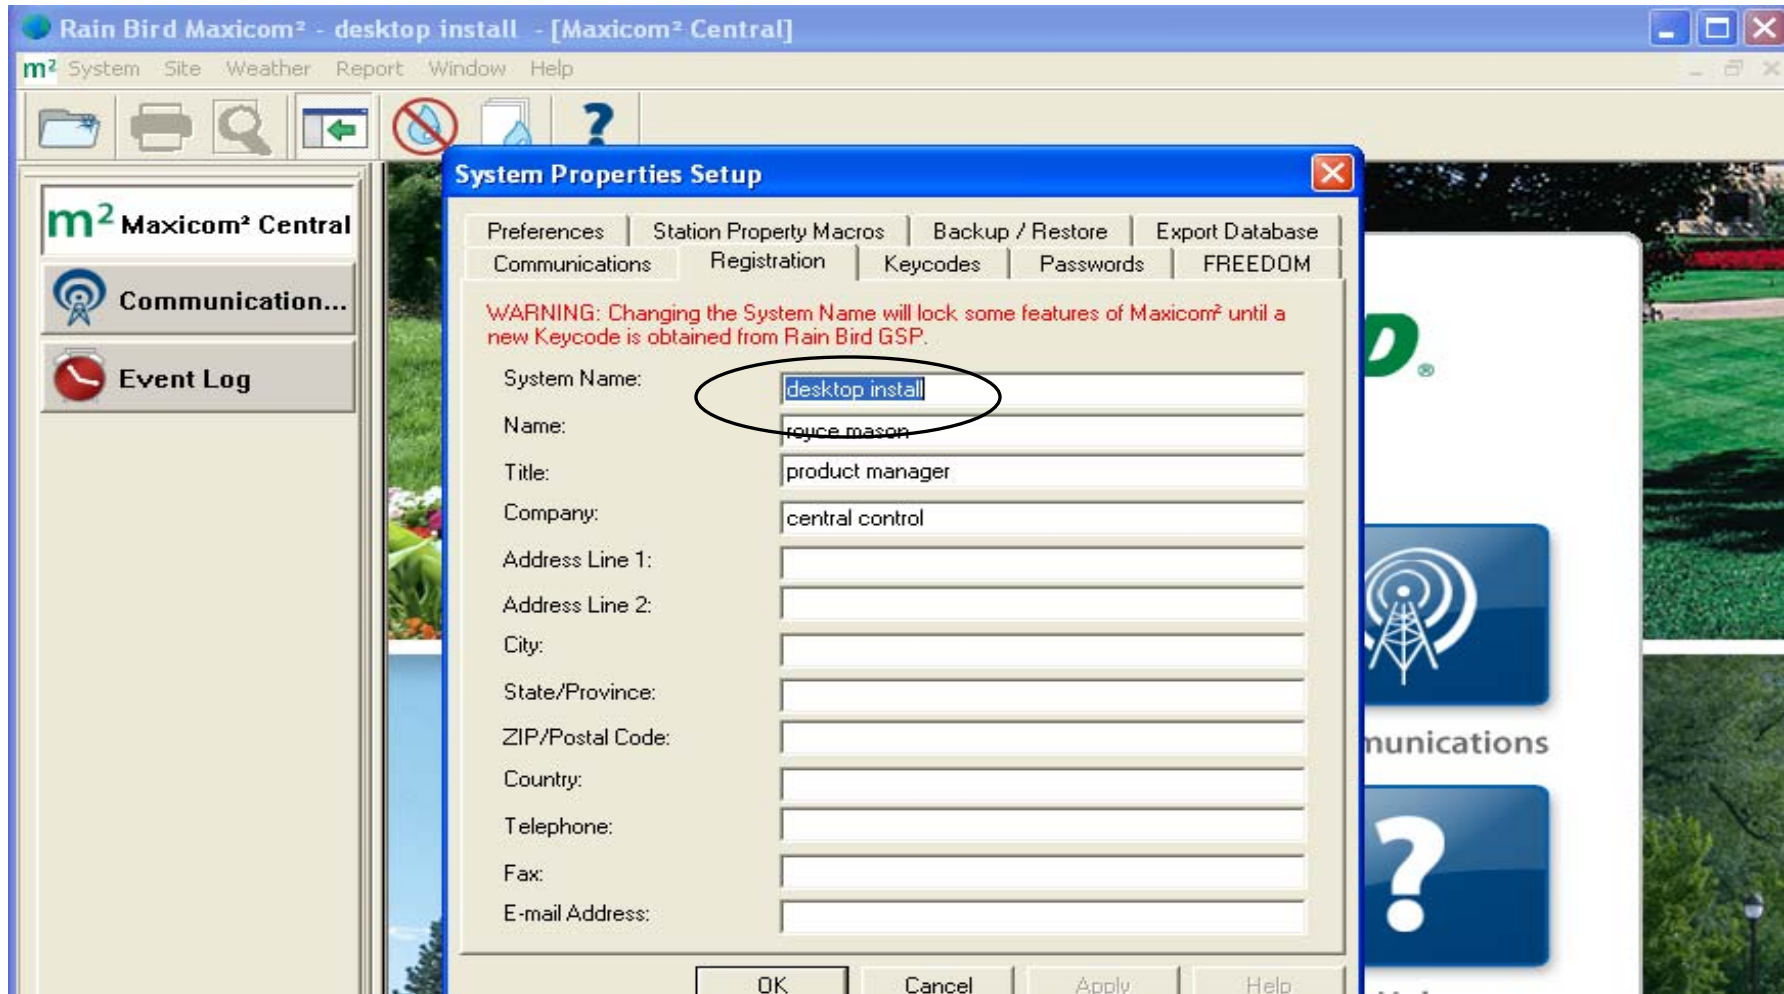 Rain Bird Maxicom² - desktop install - [Maxicom² Central]
m² System Site Weather Report Window Help
?
System Properties Setup
m² Maxicom² Central
Communication...
Event Log
Preferences Station Property Macros Backup / Restore Export Database
Communications Registration Keycodes Passwords FREEDOM
WARNING: Changing the System Name will lock some features of Maxicom² until a
new Keycode is obtained from Rain Bird GSP.
System Name: desktop install
Name: royce mason
Title: product manager
Company: central control
Address Line 1:
Address Line 2:
City:
State/Province:
ZIP/Postal Code:
Country:
Telephone:
Fax:
E-mail Address:
OK Cancel Apply Help
D®
munications
?